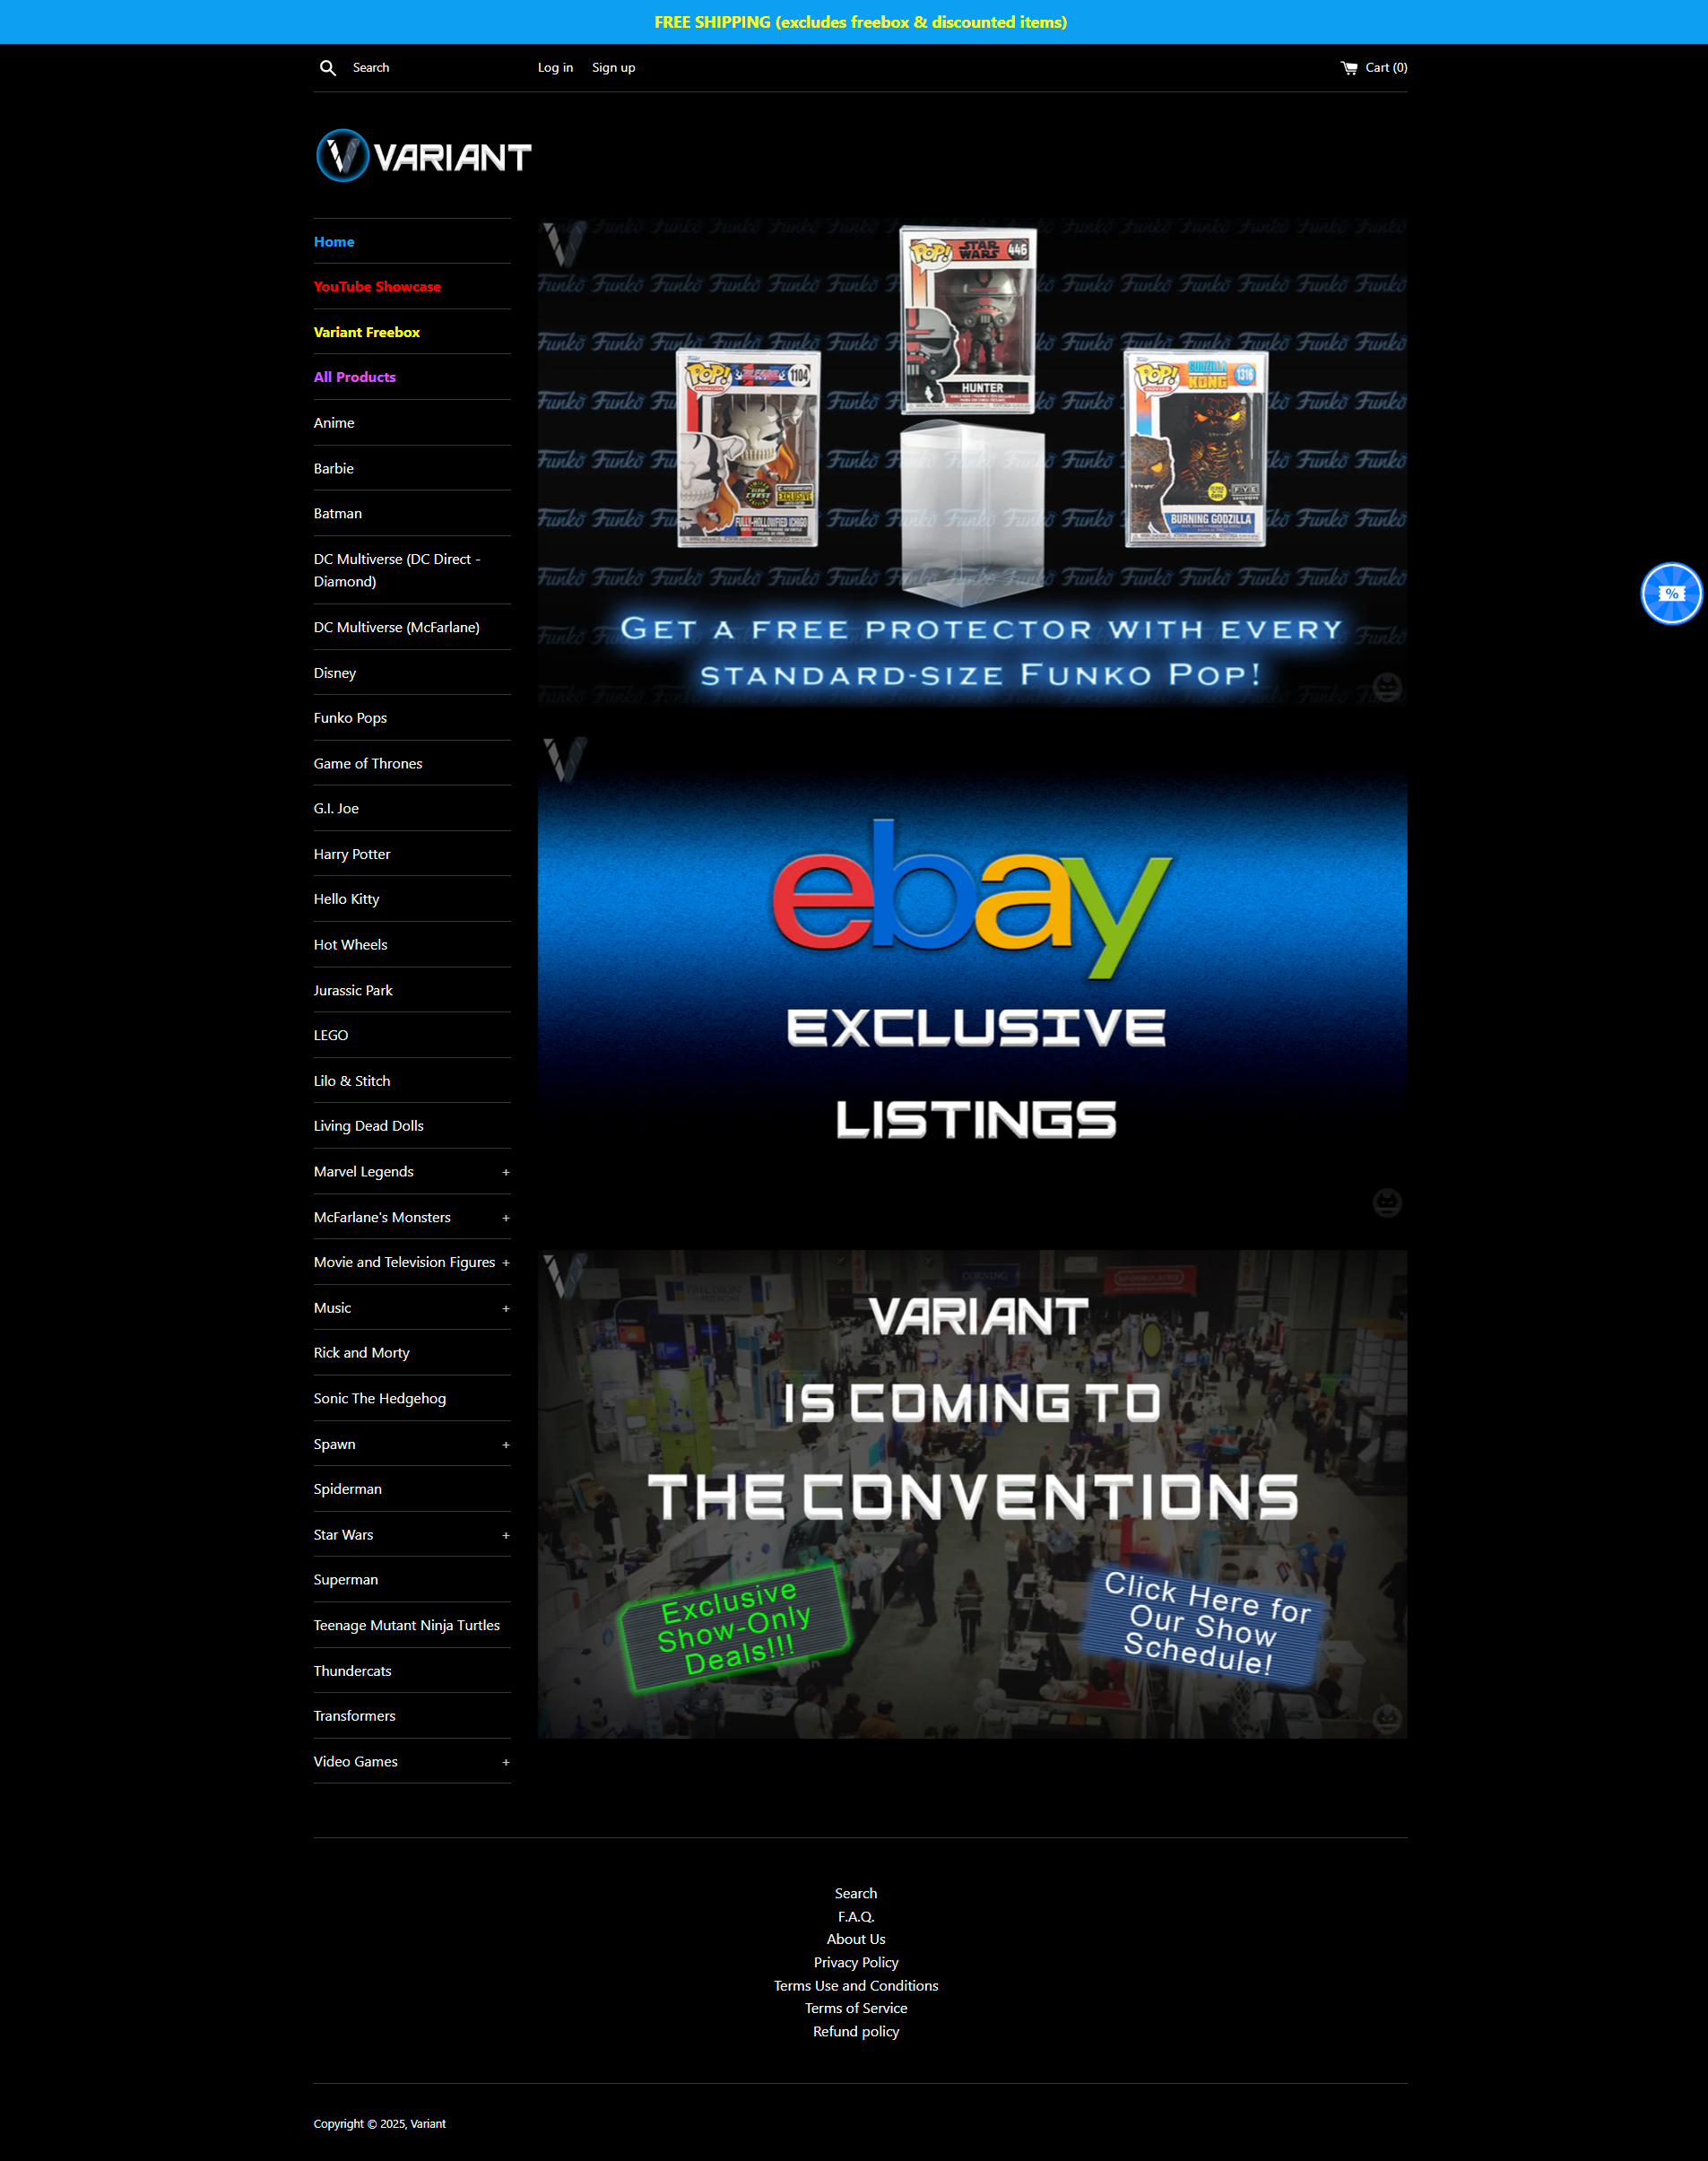 FREE SHIPPING (excludes freebox & discounted items)
Search
Log in
Sign up
Cart (0)
V VARIANT
Home
YouTube Showcase
Variant Freebox
All Products
Anime
Barbie
Batman
DC Multiverse (DC Direct -
Diamond)
DC Multiverse (McFarlane)
Disney
Funko Pops
Game of Thrones
G.I. Joe
Harry Potter
Hello Kitty
Hot Wheels
Jurassic Park
LEGO
Lilo & Stitch
Living Dead Dolls
Marvel Legends +
McFarlane's Monsters +
Movie and Television Figures +
Music +
Rick and Morty
Sonic The Hedgehog
Spawn +
Spiderman
Star Wars +
Superman
Teenage Mutant Ninja Turtles
Thundercats
Transformers
Video Games +
POP! STAR WARS 446
HUNTER
POP! BLEACH 1104
GLOW CHASE
EXCLUSIVE
FULLY-HOLLOWFIED ICHIGO
POP! GODZILLA KONG 1316
FYE
BURNING GODZILLA
GET A FREE PROTECTOR WITH EVERY
STANDARD-SIZE FUNKO POP!
ebay
EXCLUSIVE
LISTINGS
CORNING
VARIANT
IS COMING TO
THE CONVENTIONS
Exclusive
Show-Only
Deals!!!
Click Here for
Our Show
Schedule!
%
Search
F.A.Q.
About Us
Privacy Policy
Terms Use and Conditions
Terms of Service
Refund policy
Copyright © 2025, Variant